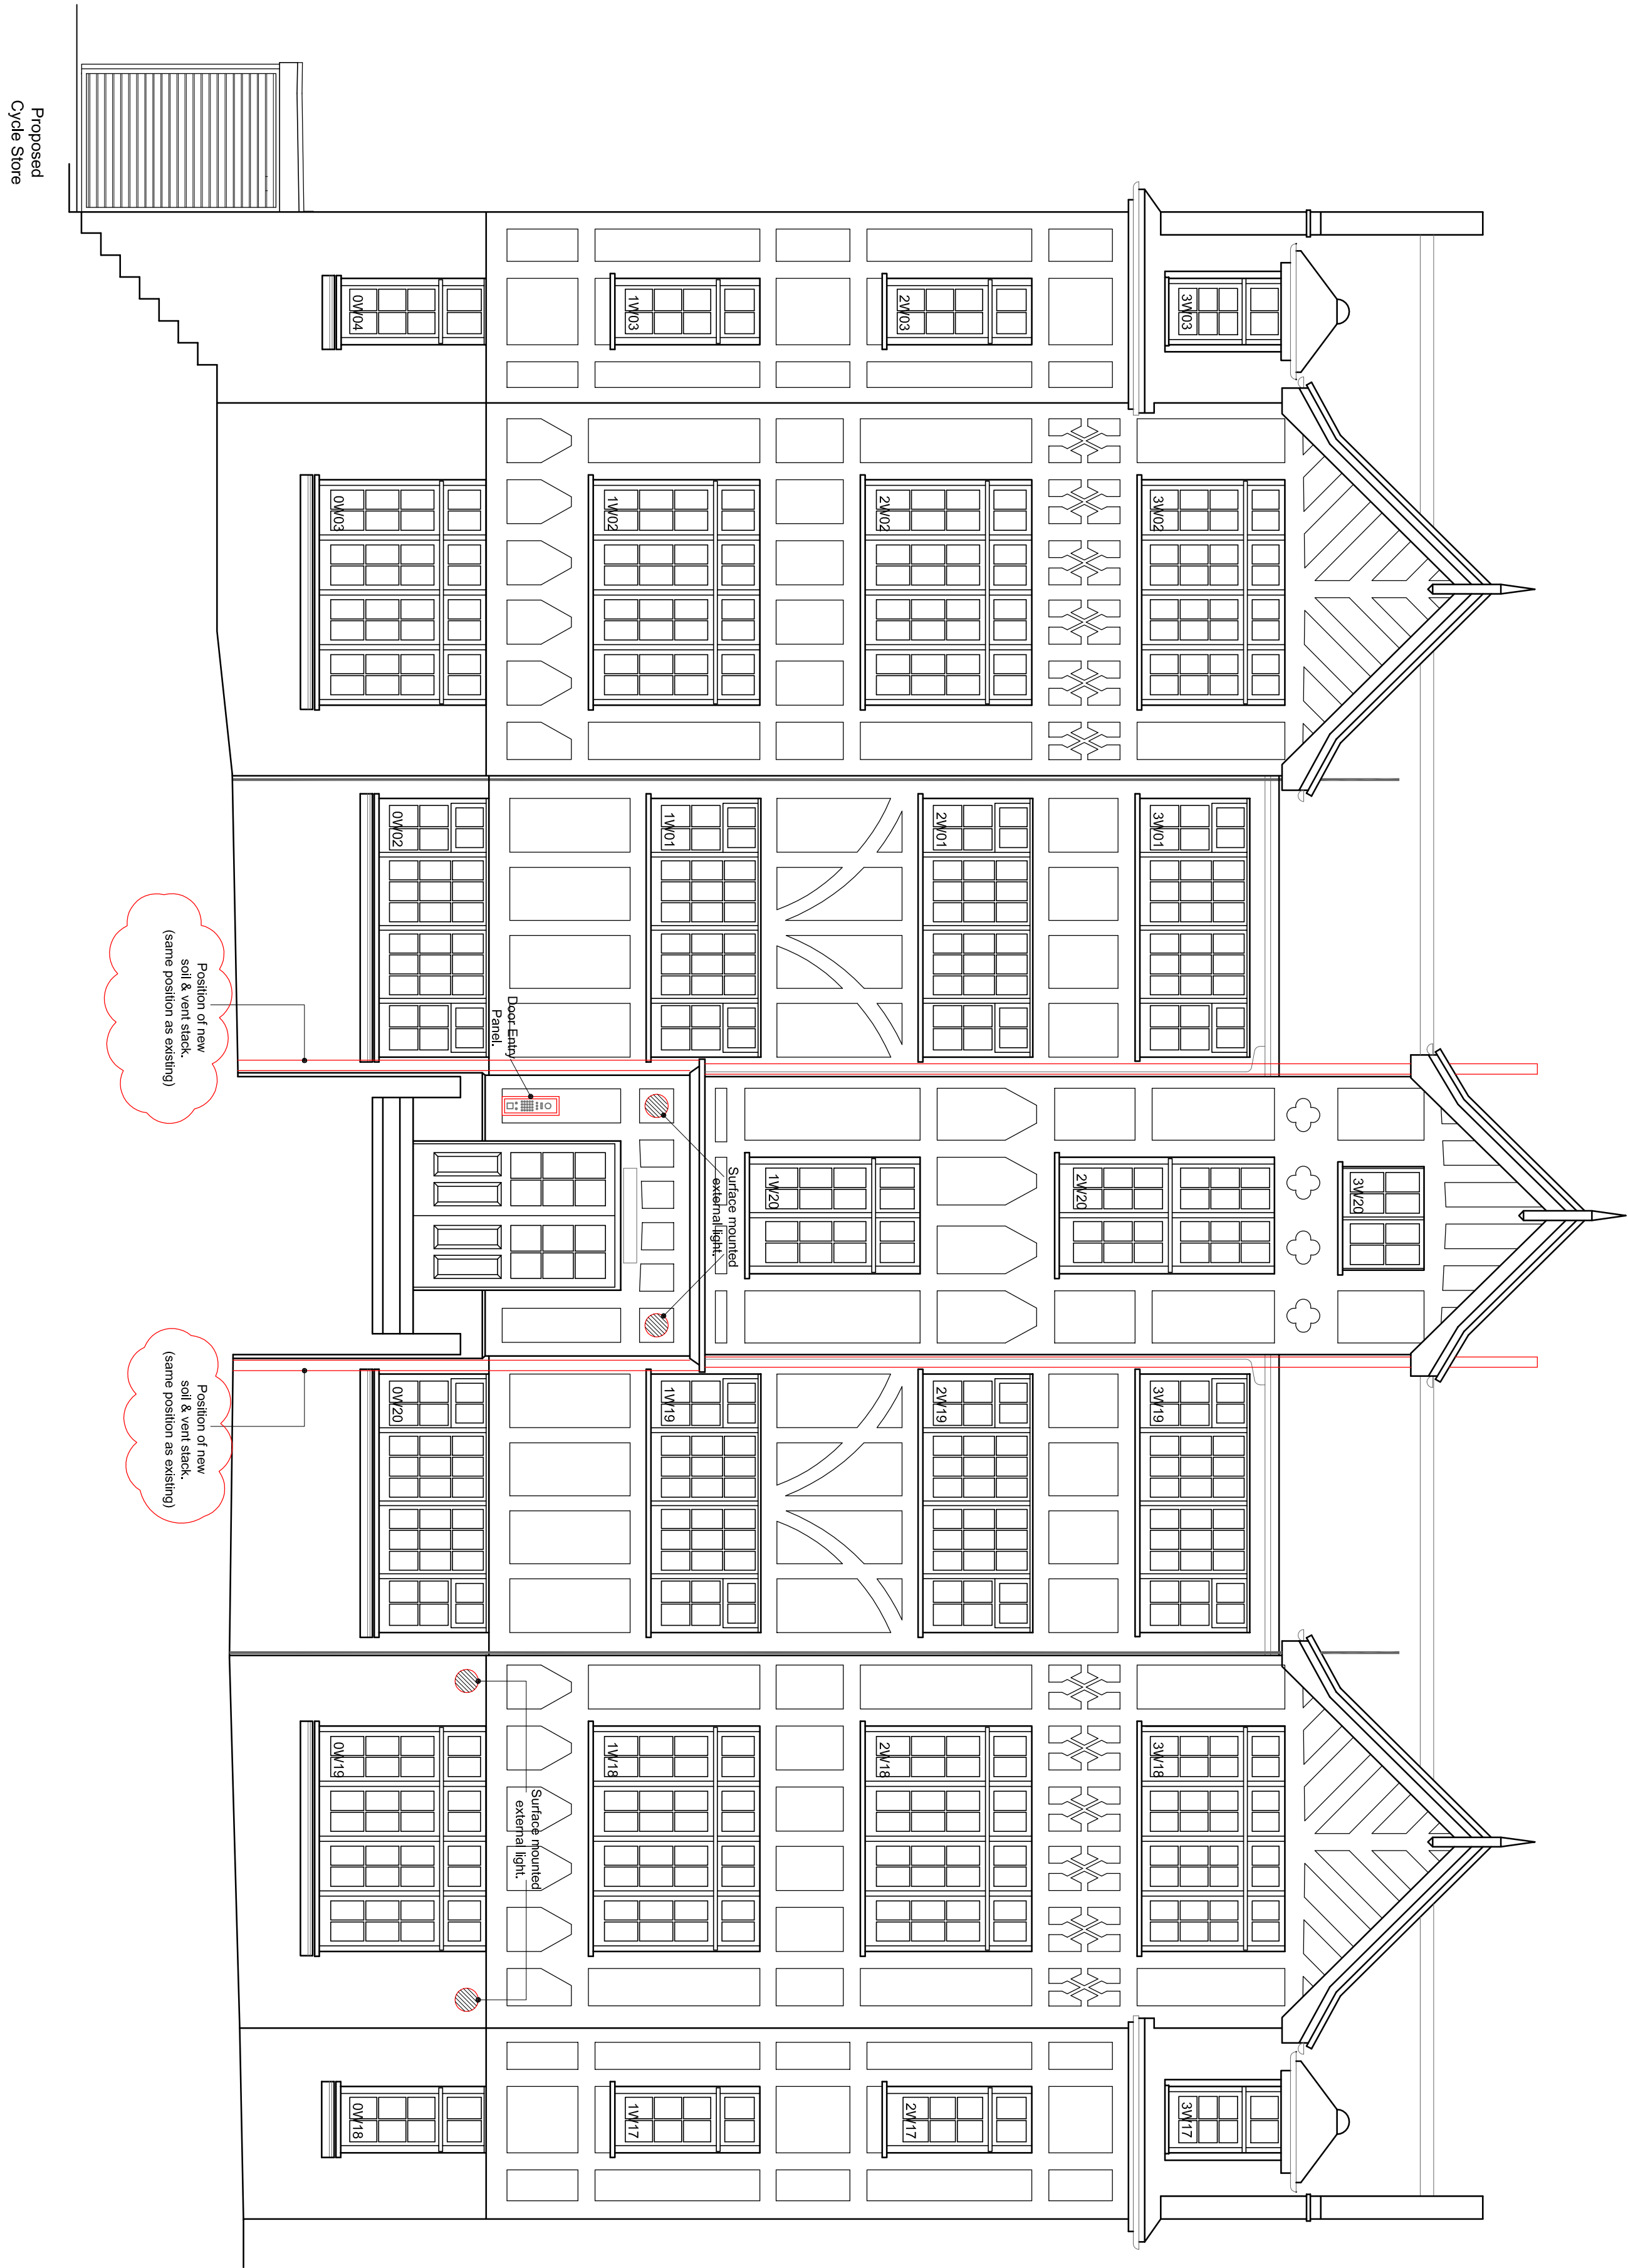 3W20
3W03
3W02
3W01
3W19
3W18
3W17
2W20
2W03
2W02
2W01
2W19
2W18
2W17
1W20
Surface mounted
external light.
1W03
1W02
1W01
1W19
1W18
1W17
Door Entry
Panel.
Surface mounted
external light.
0W04
0W03
0W02
0W20
0W19
0W18
Position of new
soil & vent stack.
(same position as existing)
Position of new
soil & vent stack.
(same position as existing)
Proposed
Cycle Store